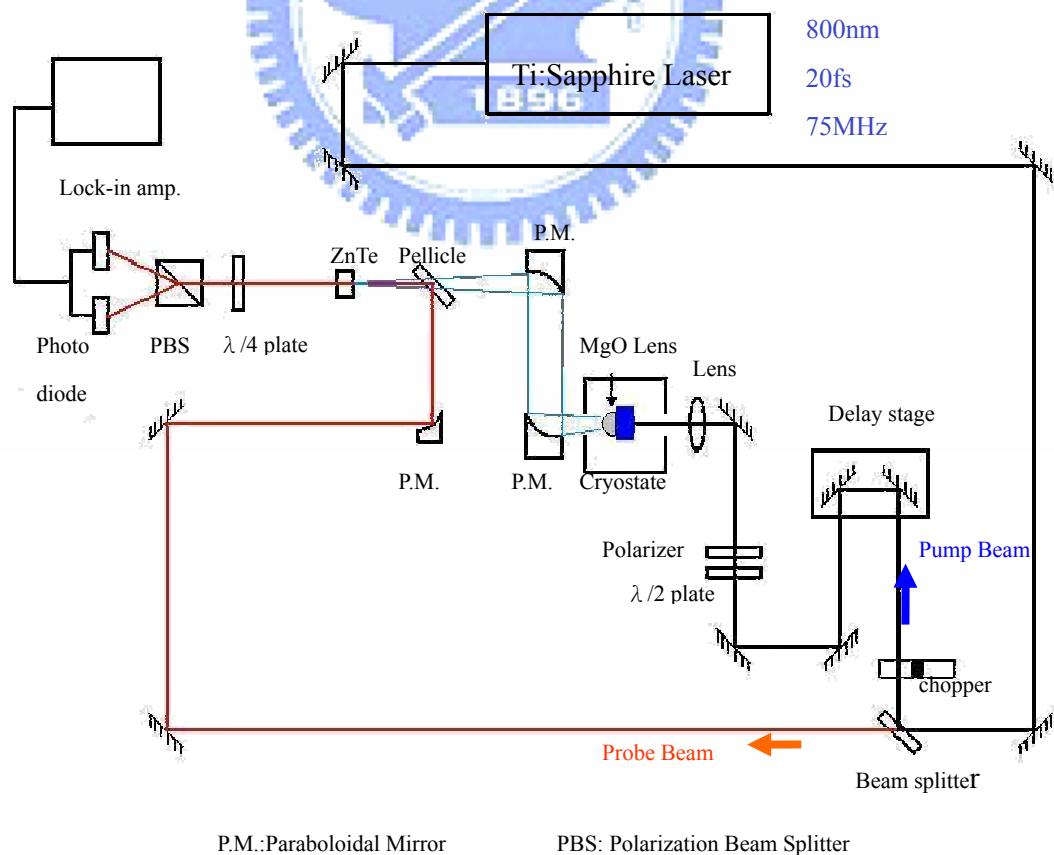 800nm
Ti:Sapphire Laser
20fs
1896
75MHz
Lock-in amp.
P.M.
ZnTe
Pellicle
MgO Lens
Photo
diode
PBS
λ/4 plate
Lens
Delay stage
P.M.
P.M.
Cryostate
Polarizer
λ/2 plate
Pump Beam
chopper
Probe Beam
Beam splitter
P.M.:Paraboloidal Mirror
PBS: Polarization Beam Splitter